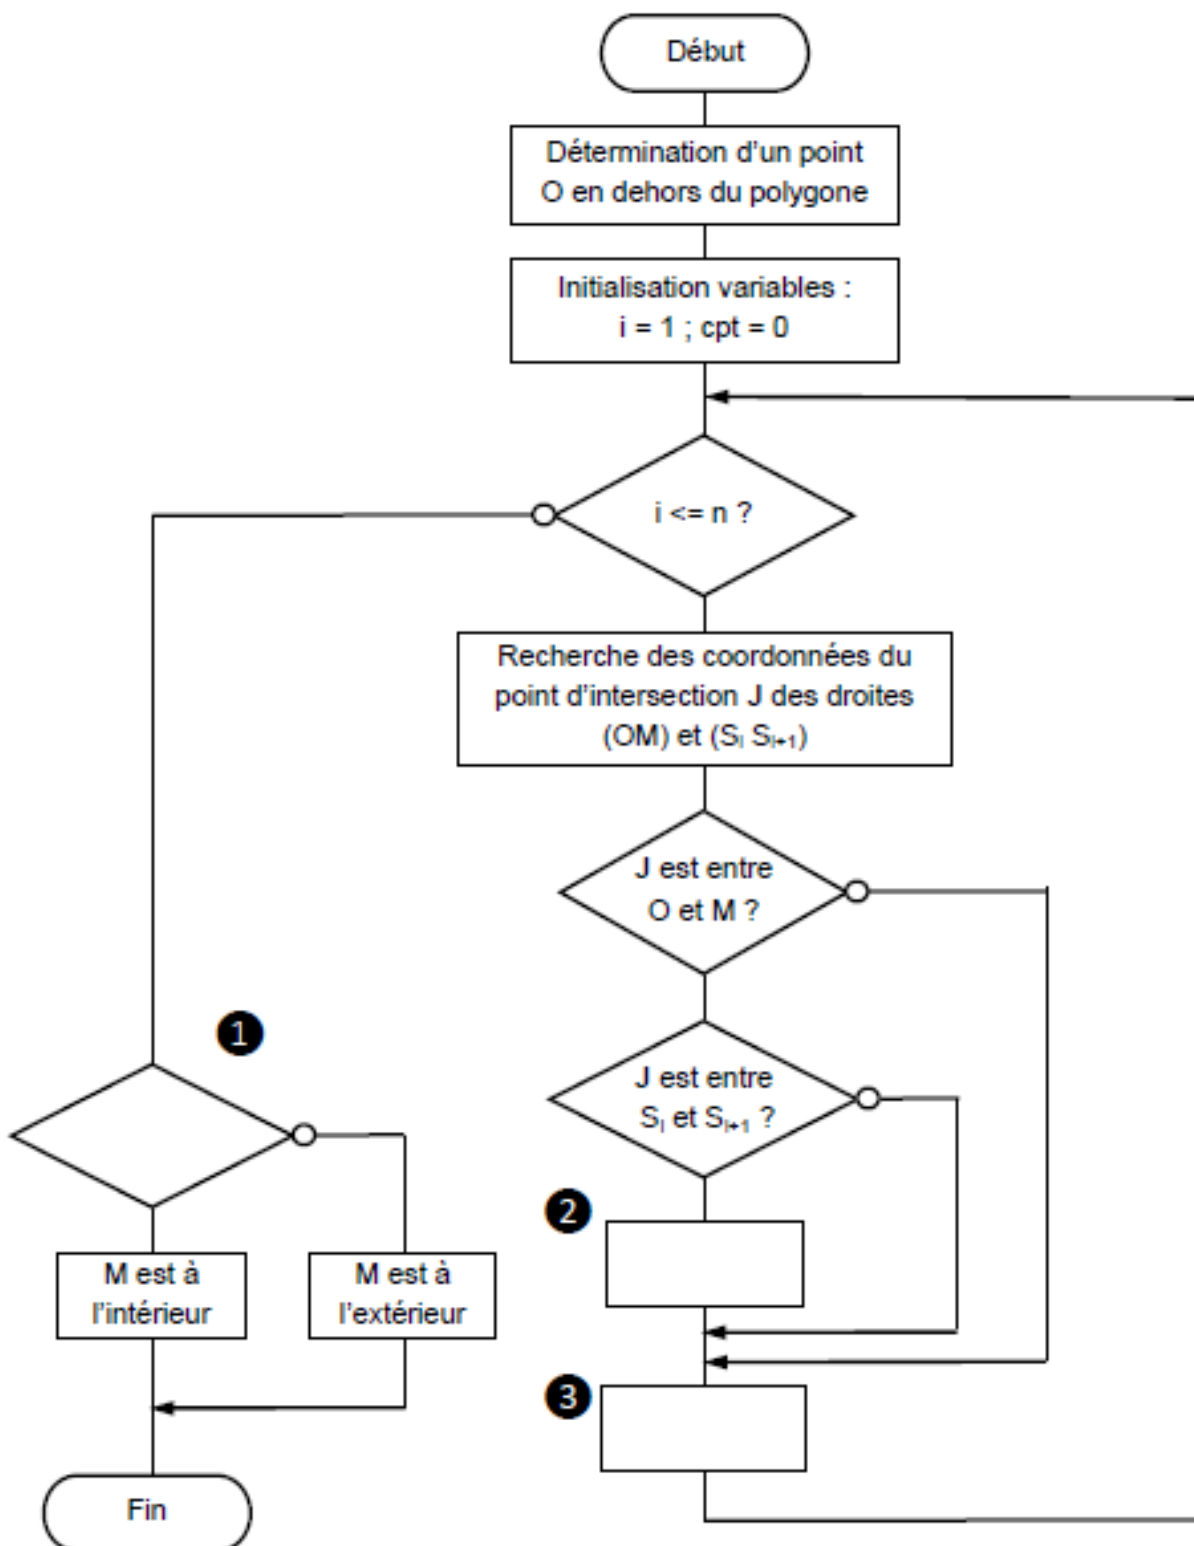 Début
Détermination d'un point
O en dehors du polygone
Initialisation variables :
i = 1 ; cpt = 0
i <= n ?
Recherche des coordonnées du
point d'intersection J des droites
(OM) et (Si Si+1)
J est entre
O et M ?
1
J est entre
Si et Si+1 ?
2
M est à
l'intérieur
M est à
l'extérieur
3
Fin